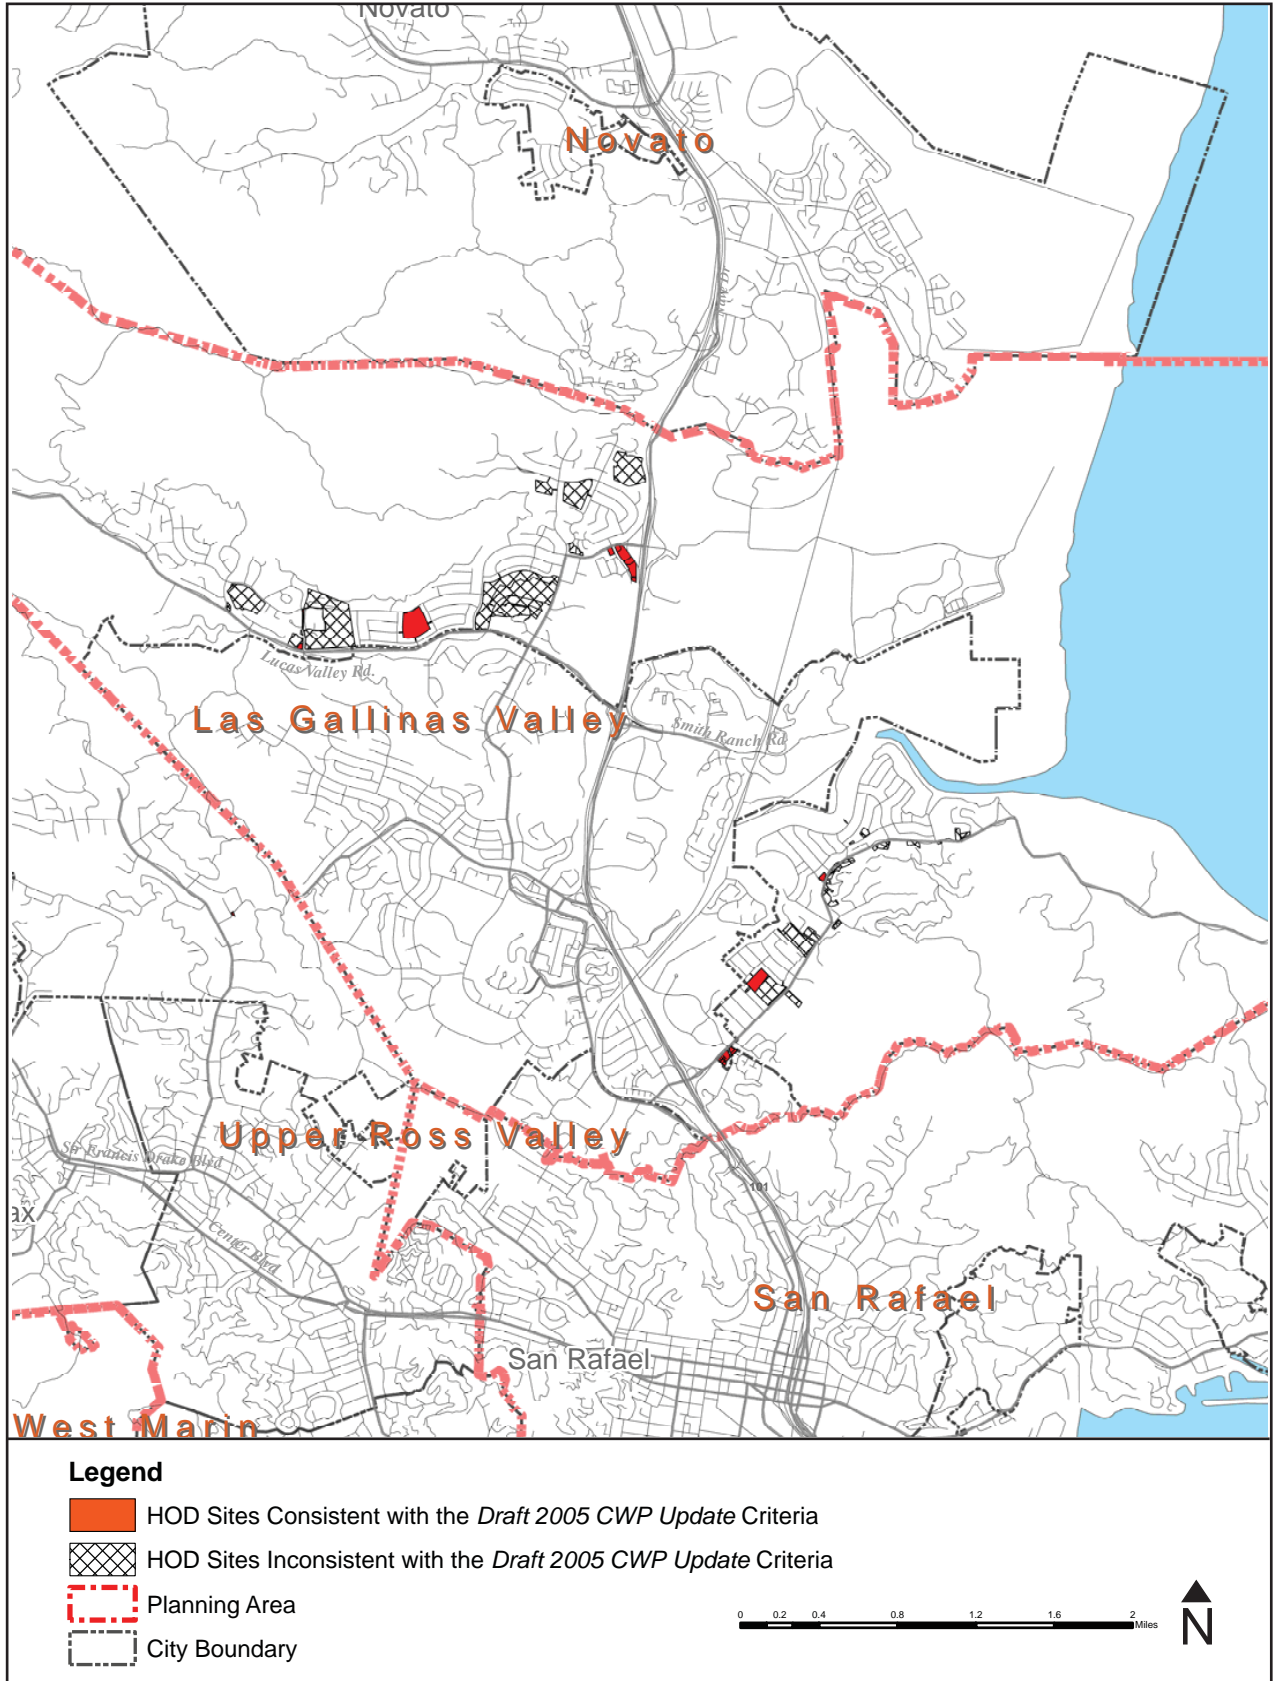 Novato
Novato
HWY 101
Lucas Valley Rd.
Las Gallinas Valley
Smith Ranch Rd
Upper Ross Valley
Sir Francis Drake Blvd
101
ax
Center Blvd
San Rafael
San Rafael
West Marin
Legend
HOD Sites Consistent with the Draft 2005 CWP Update Criteria
HOD Sites Inconsistent with the Draft 2005 CWP Update Criteria
Planning Area
City Boundary
0 0.2 0.4 0.8 1.2 1.6 2
Miles
N